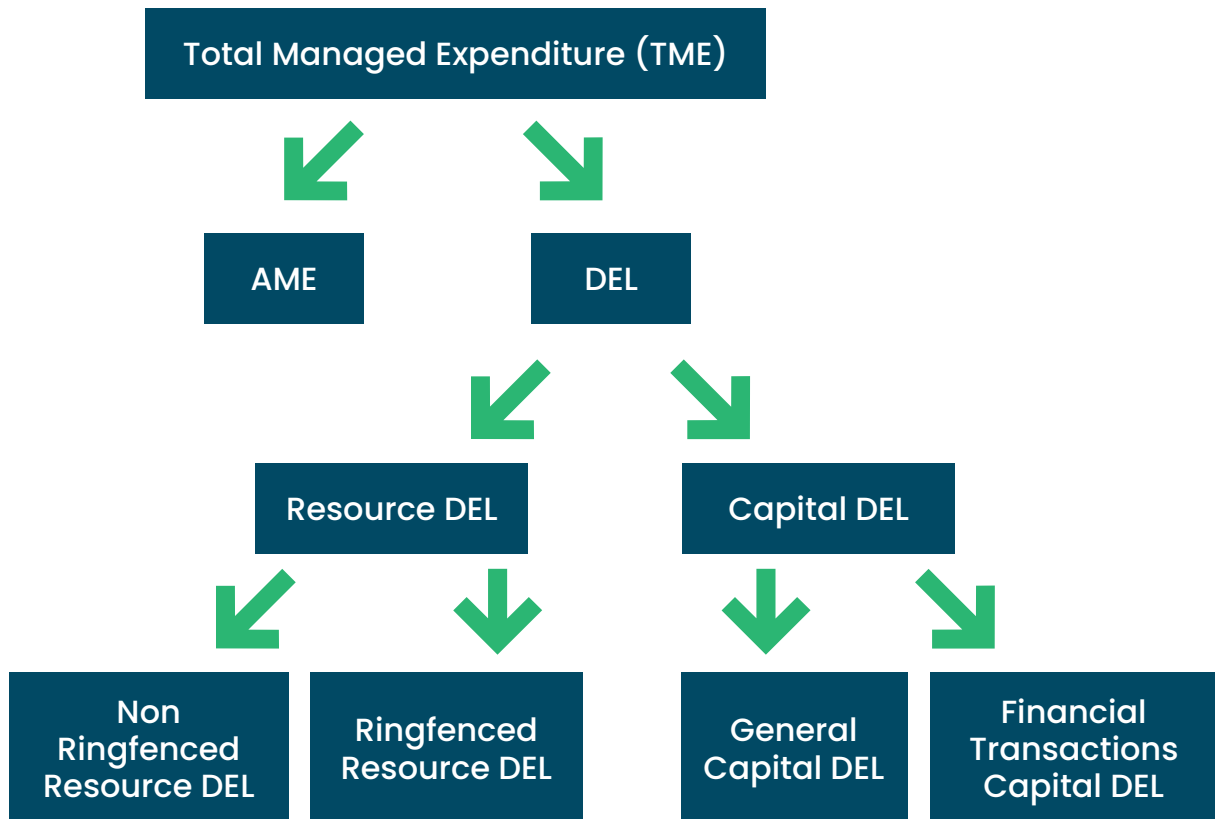 Total Managed Expenditure (TME)
AME
DEL
Resource DEL
Capital DEL
Non
Ringfenced
Resource DEL
Ringfenced
Resource DEL
General
Capital DEL
Financial
Transactions
Capital DEL